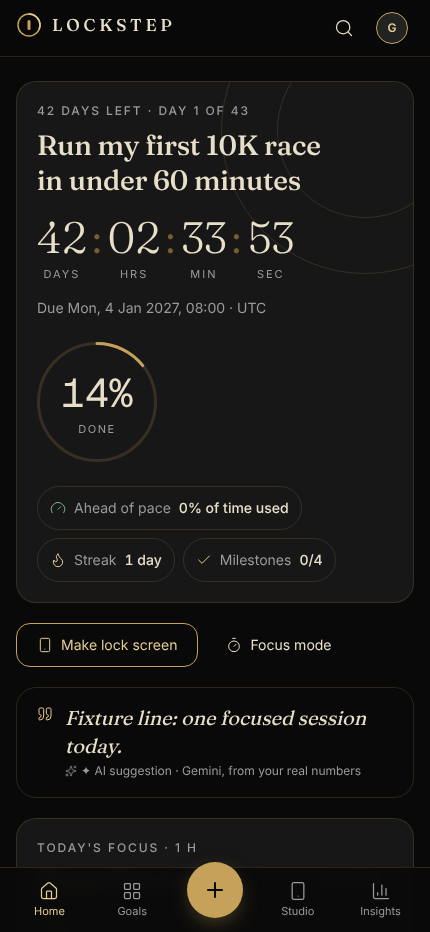 LOCKSTEP
G
42 DAYS LEFT · DAY 1 OF 43
Run my first 10K race
in under 60 minutes
42:02:33:53
DAYS HRS MIN SEC
Due Mon, 4 Jan 2027, 08:00 · UTC
14%
DONE
Ahead of pace 0% of time used
Streak 1 day
Milestones 0/4
Make lock screen
Focus mode
Fixture line: one focused session
today.
✦ AI suggestion · Gemini, from your real numbers
TODAY'S FOCUS · 1 H
Home Goals Studio Insights